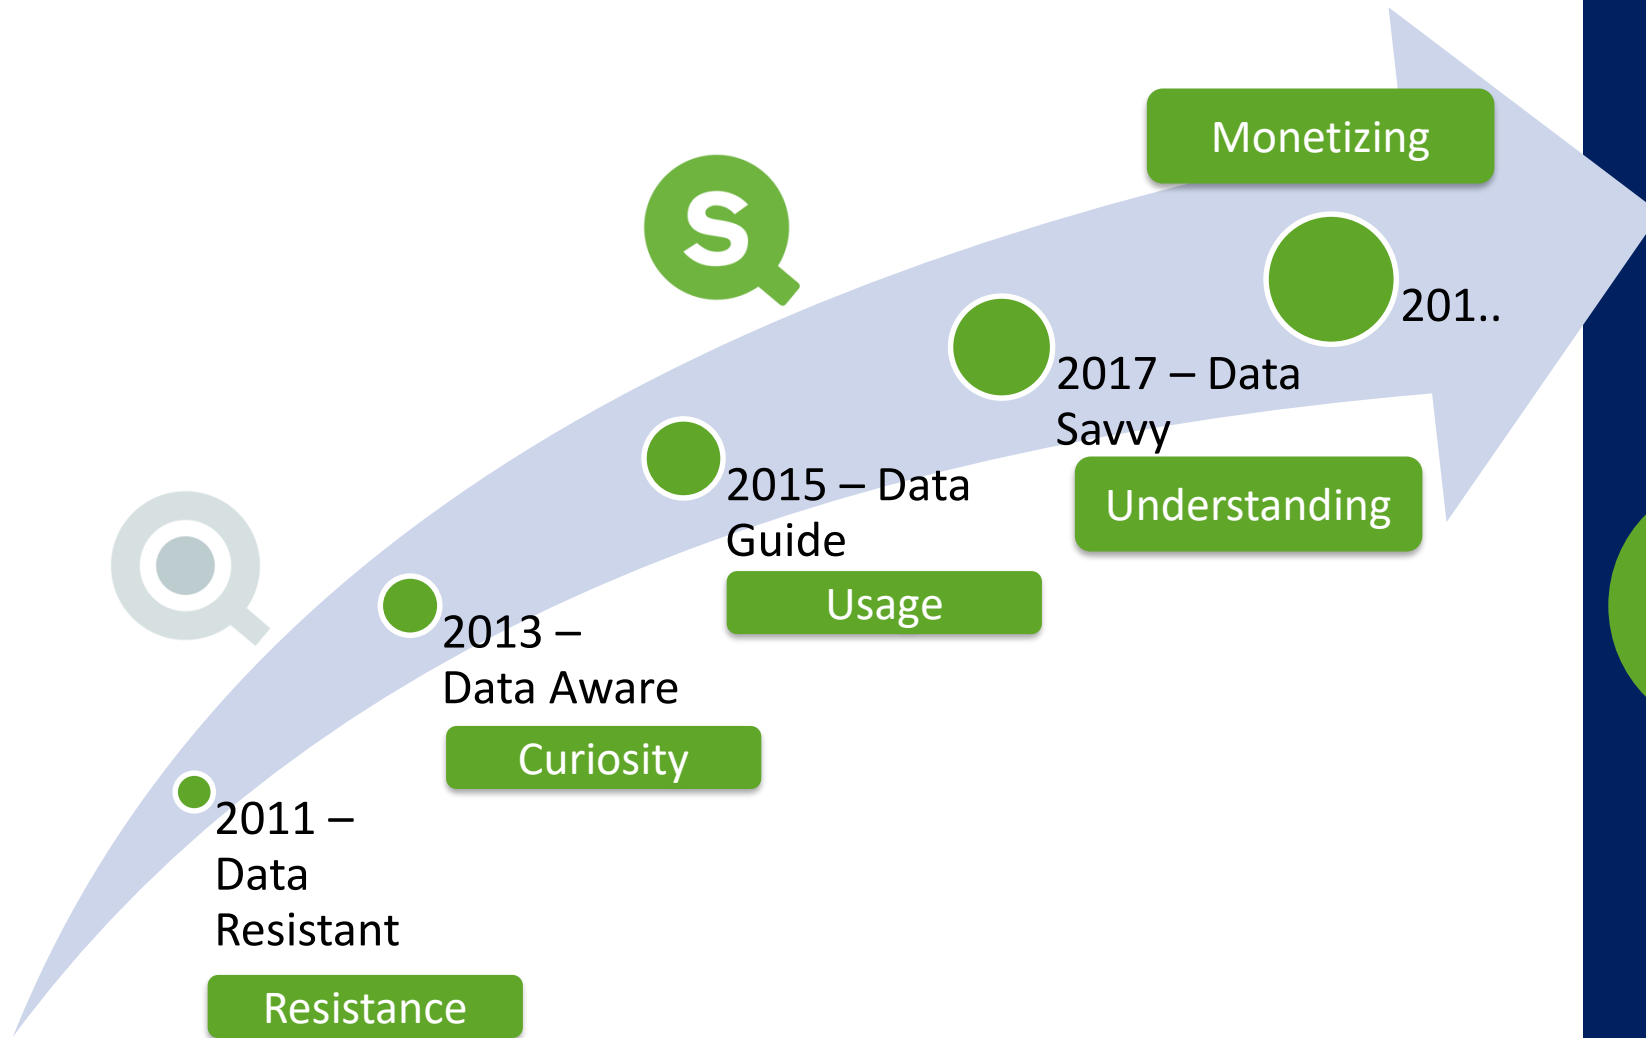 Monetizing
S
201..
2017 – Data
Savvy
Understanding
2015 – Data
Guide
Usage
2013 –
Data Aware
Curiosity
2011 –
Data
Resistant
Resistance